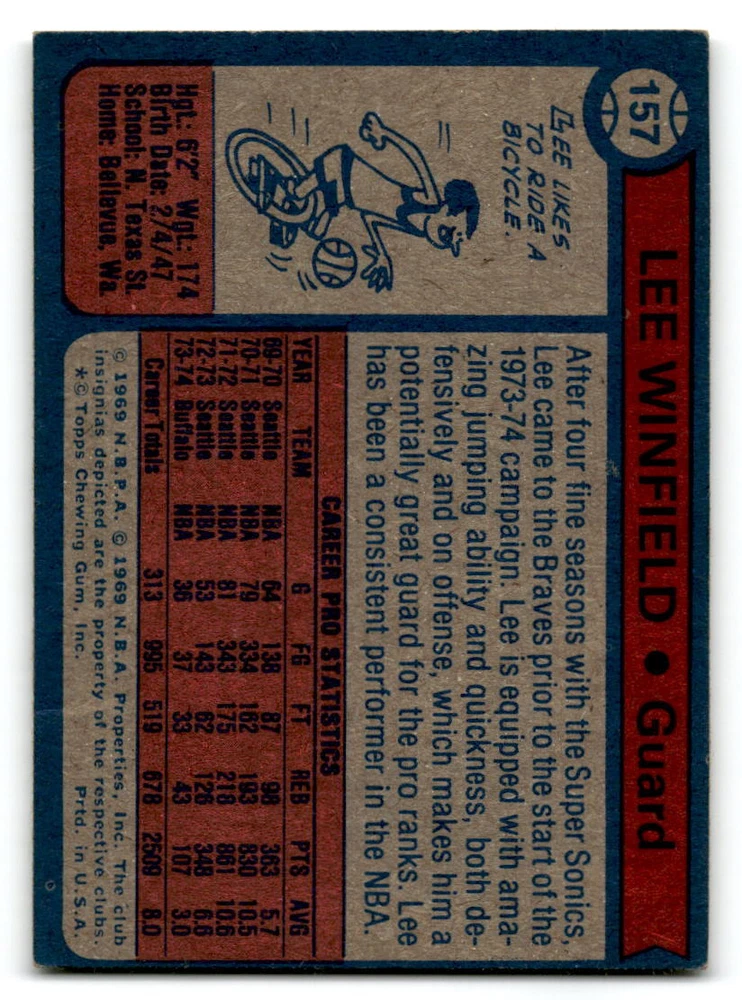 157
LEE WINFIELD • Guard
LEE LIKES
TO RIDE A
BICYCLE.
Hgt.: 6'2" Wgt.: 174
Birth Date: 2/4/47
School: N. Texas St.
Home: Bellavue, Wa.
After four fine seasons with the Super Sonics,
Lee came to the Braves prior to the start of the
1973-74 campaign. Lee is equipped with ama-
zing jumping ability and quickness, both de-
fensively and on offense, which makes him a
potentially great guard for the pro ranks. Lee
has been a consistent performer in the NBA.
CAREER PRO STATISTICS
YEAR TEAM G FG FT REB PTS AVG
69-70 Seattle NBA 64 138 87 98 363 5.7
70-71 Seattle NBA 79 334 162 193 830 10.5
71-72 Seattle NBA 81 343 175 218 861 10.6
72-73 Seattle NBA 53 143 62 126 348 6.6
73-74 Buffalo NBA 36 37 33 43 107 3.0
Career Totals 313 995 519 678 2509 8.0
© 1969 N.B.P.A. © 1969 N.B.A. Properties, Inc. The club
insignias depicted are the property of the respective clubs.
*© Topps Chewing Gum, Inc. Prtd. in U.S.A.